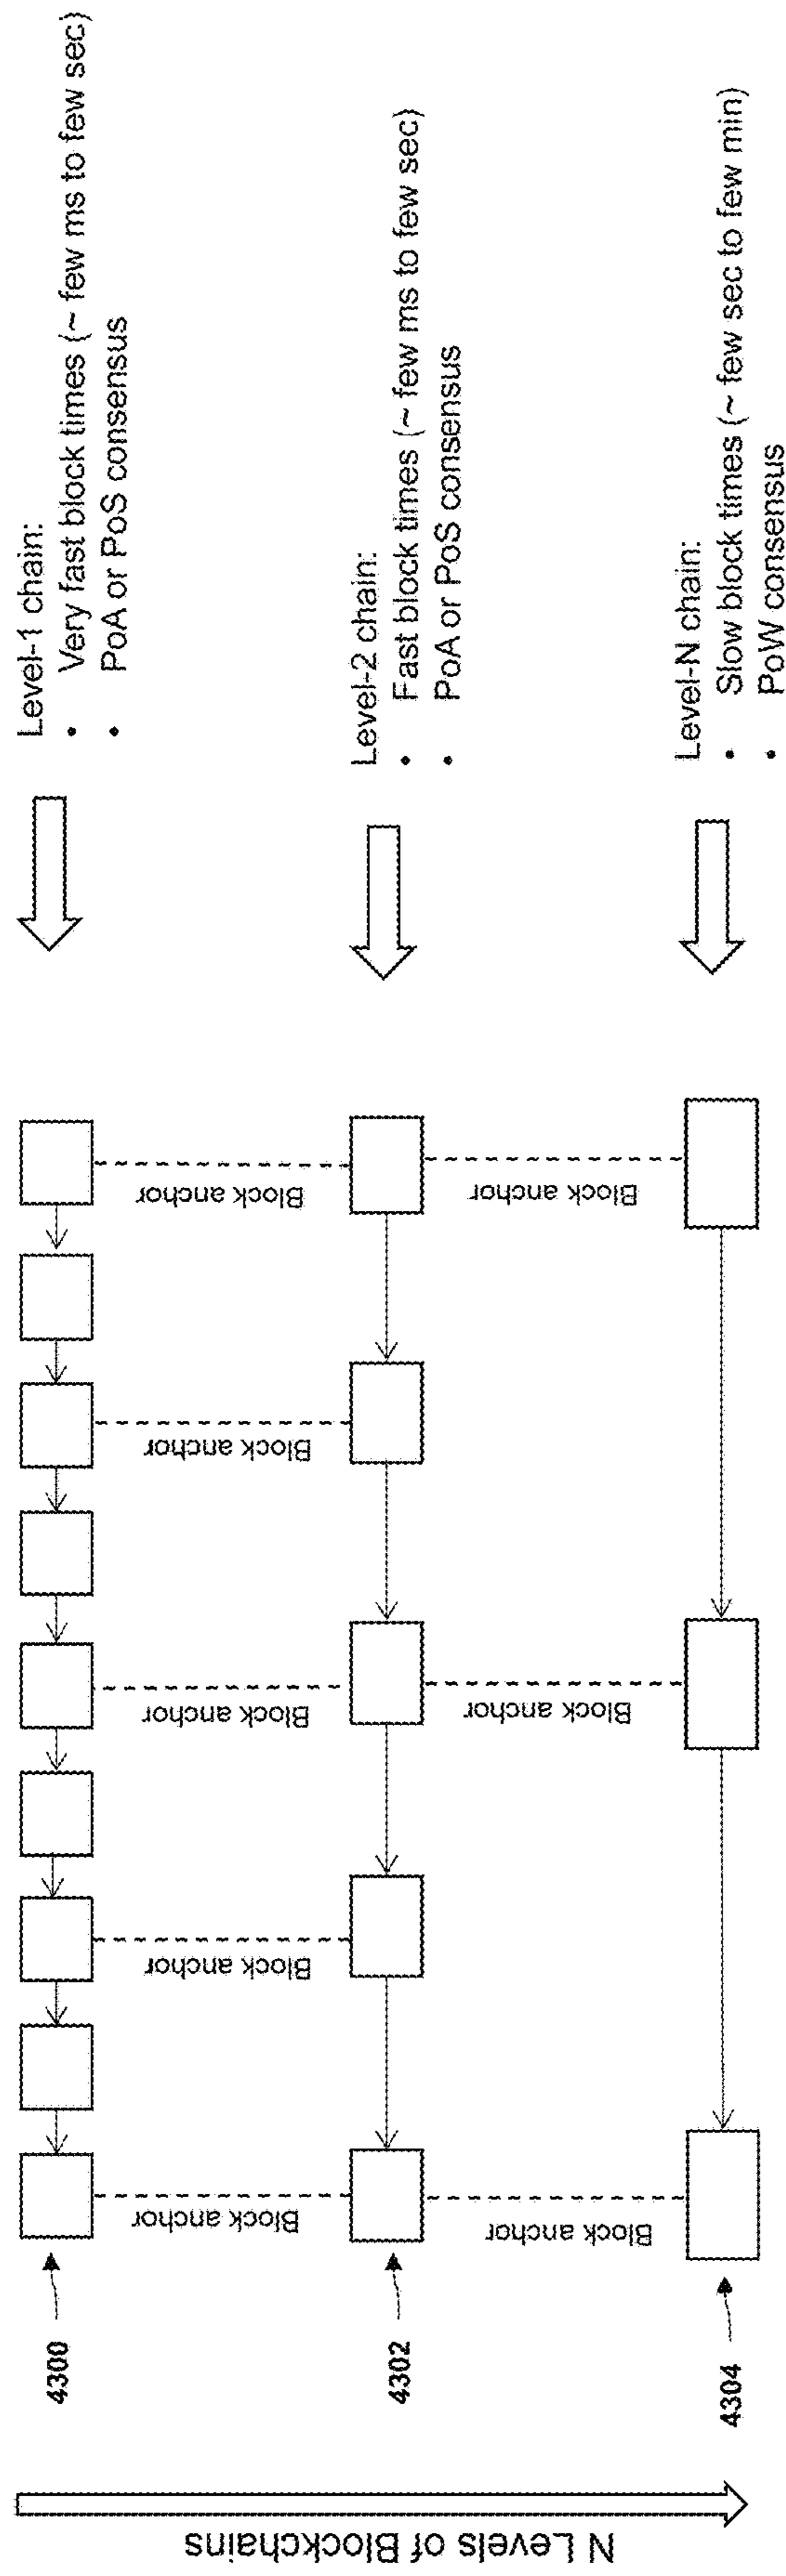 Level-1 chain:
• Very fast block times (~ few ms to few sec)
• PoA or PoS consensus
Level-2 chain:
• Fast block times (~ few ms to few sec)
• PoA or PoS consensus
Level-N chain:
• Slow block times (~ few sec to few min)
• PoW consensus
Block anchor
Block anchor
Block anchor
Block anchor
Block anchor
Block anchor
Block anchor
Block anchor
4300
4302
4304
N Levels of Blockchains